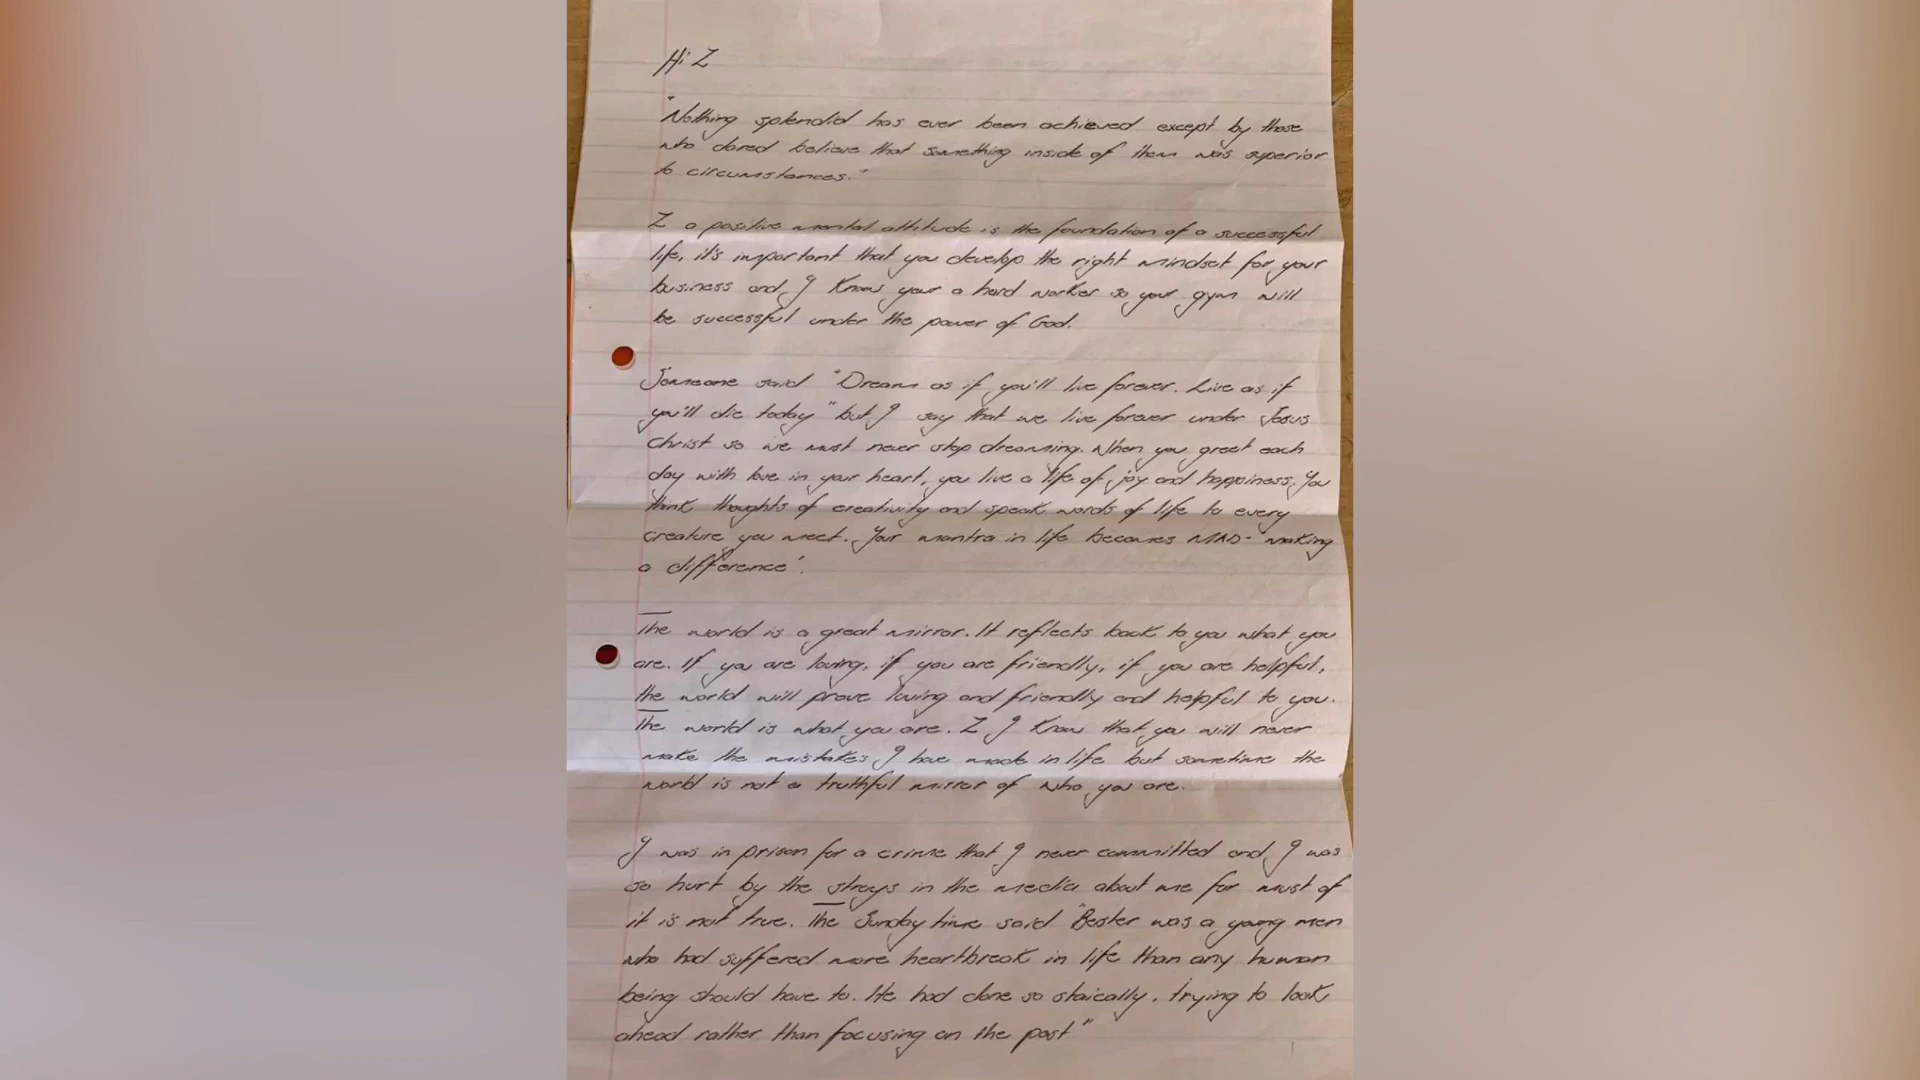 Hi Z
"Nothing splendid has ever been achieved except by those
who dared believe that something inside of them was superior
to circumstances."
Z a positive mental attitude is the foundation of a successful
life, it's important that you develop the right mindset for your
business and I know your a hard worker so your gym will
be successful under the power of God.
Someone said "Dream as if you'll live forever. Live as if
you'll die today" but I say that we live forever under Jesus
Christ so we must never stop dreaming. When you greet each
day with love in your heart, you live a life of joy and happiness. You
think thoughts of creativity and speak words of life to every
creature you meet. Your mantra in life becomes MAD- "making
a difference".
The world is a great mirror. It reflects back to you what you
are. If you are loving, if you are friendly, if you are helpful,
the world will prove loving and friendly and helpful to you.
The world is what you are. Z I know that you will never
make the mistakes I have made in life but sometime the
world is not a truthful mirror of who you are.
I was in prison for a crime that I never committed and I was
so hurt by the storys in the media about me for must of
it is not true. The Sunday time said "Bester was a young men
who had suffered more heartbreak in life than any human
being should have to. He had done so stoically, trying to look
ahead rather than focusing on the past"